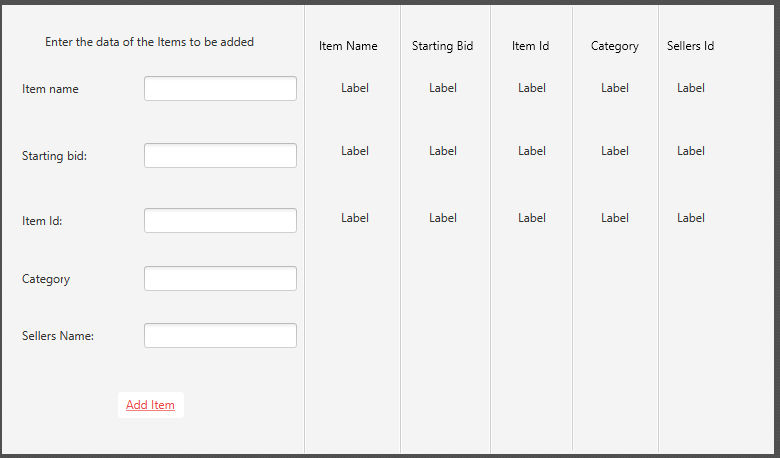 Enter the data of the Items to be added
Item name
Starting bid:
Item Id:
Category
Sellers Name:
Add Item
Item Name Starting Bid Item Id Category Sellers Id
Label Label Label Label Label
Label Label Label Label Label
Label Label Label Label Label